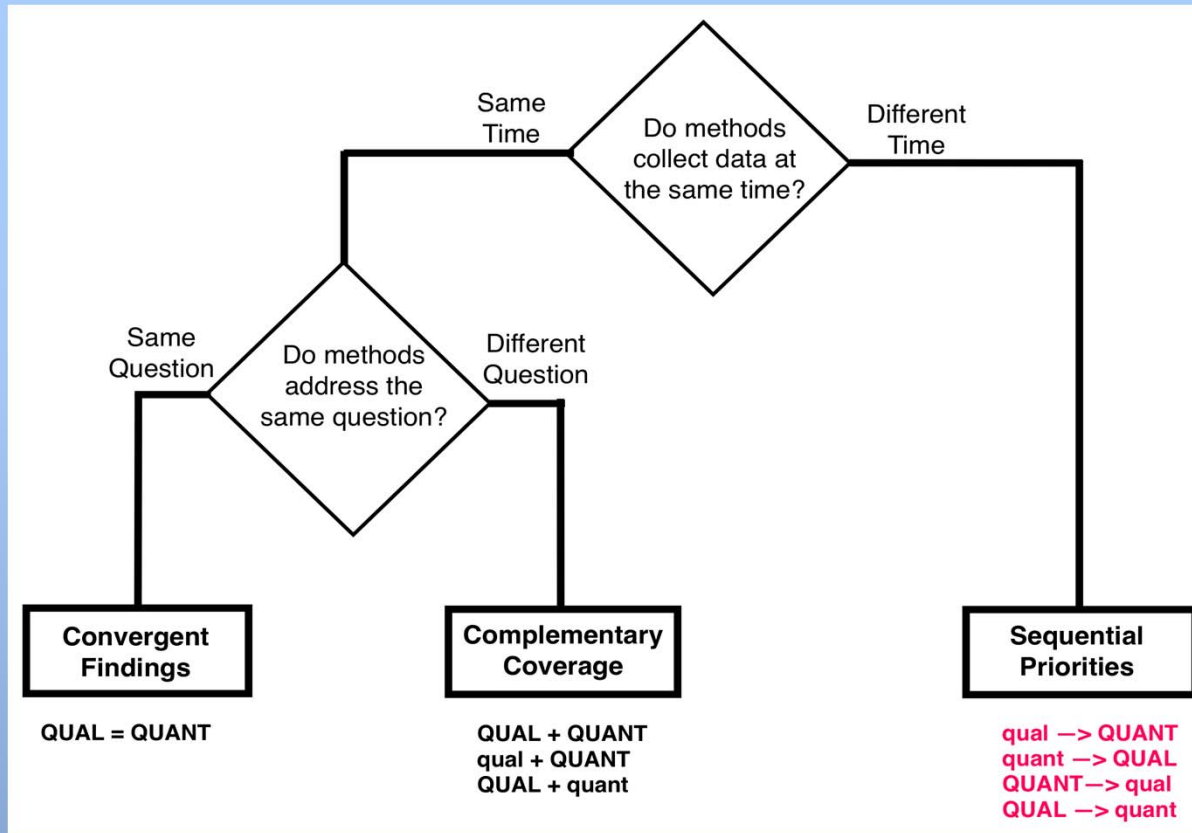 Do methods
collect data at
the same time?
Same
Time
Different
Time
Do methods
address the
same question?
Same
Question
Different
Question
Convergent
Findings
QUAL = QUANT
Complementary
Coverage
QUAL + QUANT
qual + QUANT
QUAL + quant
Sequential
Priorities
qual —> QUANT
quant —> QUAL
QUANT—> qual
QUAL —> quant